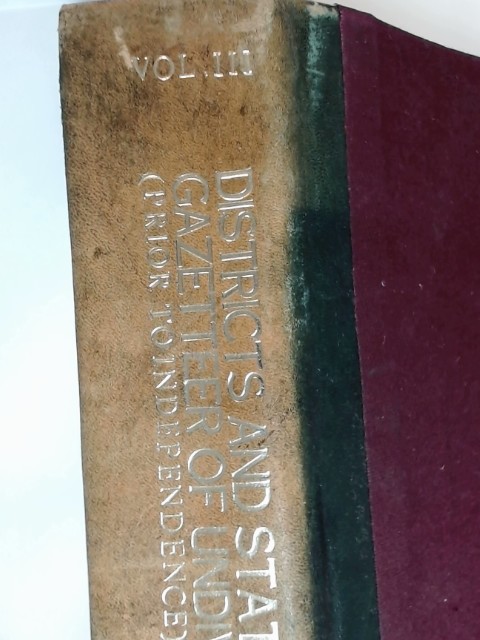 VOL. III
DISTRICTS AND STAT
GAZETTEER OF UNDIV
(PRIOR TO INDEPENDENCE)